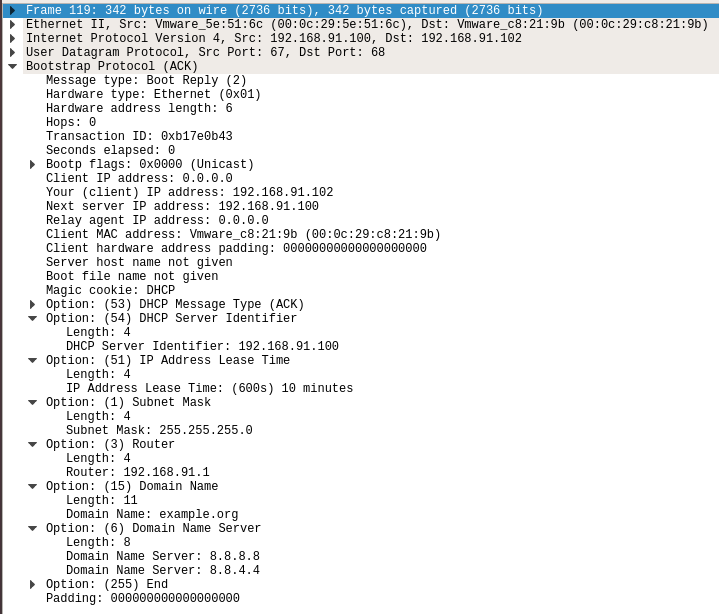 Frame 119: 342 bytes on wire (2736 bits), 342 bytes captured (2736 bits)
Ethernet II, Src: Vmware_5e:51:6c (00:0c:29:5e:51:6c), Dst: Vmware_c8:21:9b (00:0c:29:c8:21:9b)
Internet Protocol Version 4, Src: 192.168.91.100, Dst: 192.168.91.102
User Datagram Protocol, Src Port: 67, Dst Port: 68
Bootstrap Protocol (ACK)
Message type: Boot Reply (2)
Hardware type: Ethernet (0x01)
Hardware address length: 6
Hops: 0
Transaction ID: 0xb17e0b43
Seconds elapsed: 0
Bootp flags: 0x0000 (Unicast)
Client IP address: 0.0.0.0
Your (client) IP address: 192.168.91.102
Next server IP address: 192.168.91.100
Relay agent IP address: 0.0.0.0
Client MAC address: Vmware_c8:21:9b (00:0c:29:c8:21:9b)
Client hardware address padding: 00000000000000000000
Server host name not given
Boot file name not given
Magic cookie: DHCP
Option: (53) DHCP Message Type (ACK)
Option: (54) DHCP Server Identifier
Length: 4
DHCP Server Identifier: 192.168.91.100
Option: (51) IP Address Lease Time
Length: 4
IP Address Lease Time: (600s) 10 minutes
Option: (1) Subnet Mask
Length: 4
Subnet Mask: 255.255.255.0
Option: (3) Router
Length: 4
Router: 192.168.91.1
Option: (15) Domain Name
Length: 11
Domain Name: example.org
Option: (6) Domain Name Server
Length: 8
Domain Name Server: 8.8.8.8
Domain Name Server: 8.8.4.4
Option: (255) End
Padding: 000000000000000000